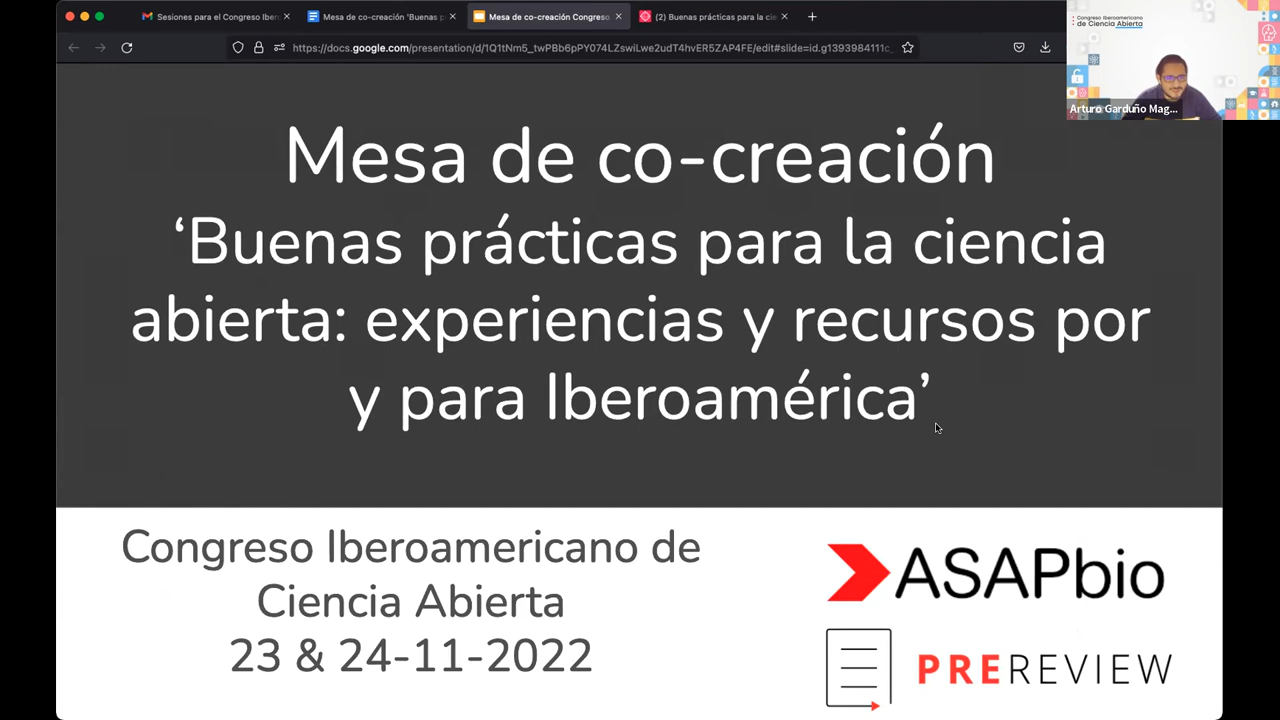 Sesiones para el Congreso Iber
Mesa de co-creación 'Buenas p
Mesa de co-creación Congreso
(2) Buenas prácticas para la cie
https://docs.google.com/presentation/d/1Q1tNm5_twPBb6pPY074LZswiLwe2udT4hvER5ZAP4FE/edit#slide=id.g1393984111c_
Congreso Iberoamericano
de Ciencia Abierta
Arturo Garduño Mag...
Mesa de co-creación
‘Buenas prácticas para la ciencia
abierta: experiencias y recursos por
y para Iberoamérica’
Congreso Iberoamericano de
Ciencia Abierta
23 & 24-11-2022
ASAPbio
PREREVIEW